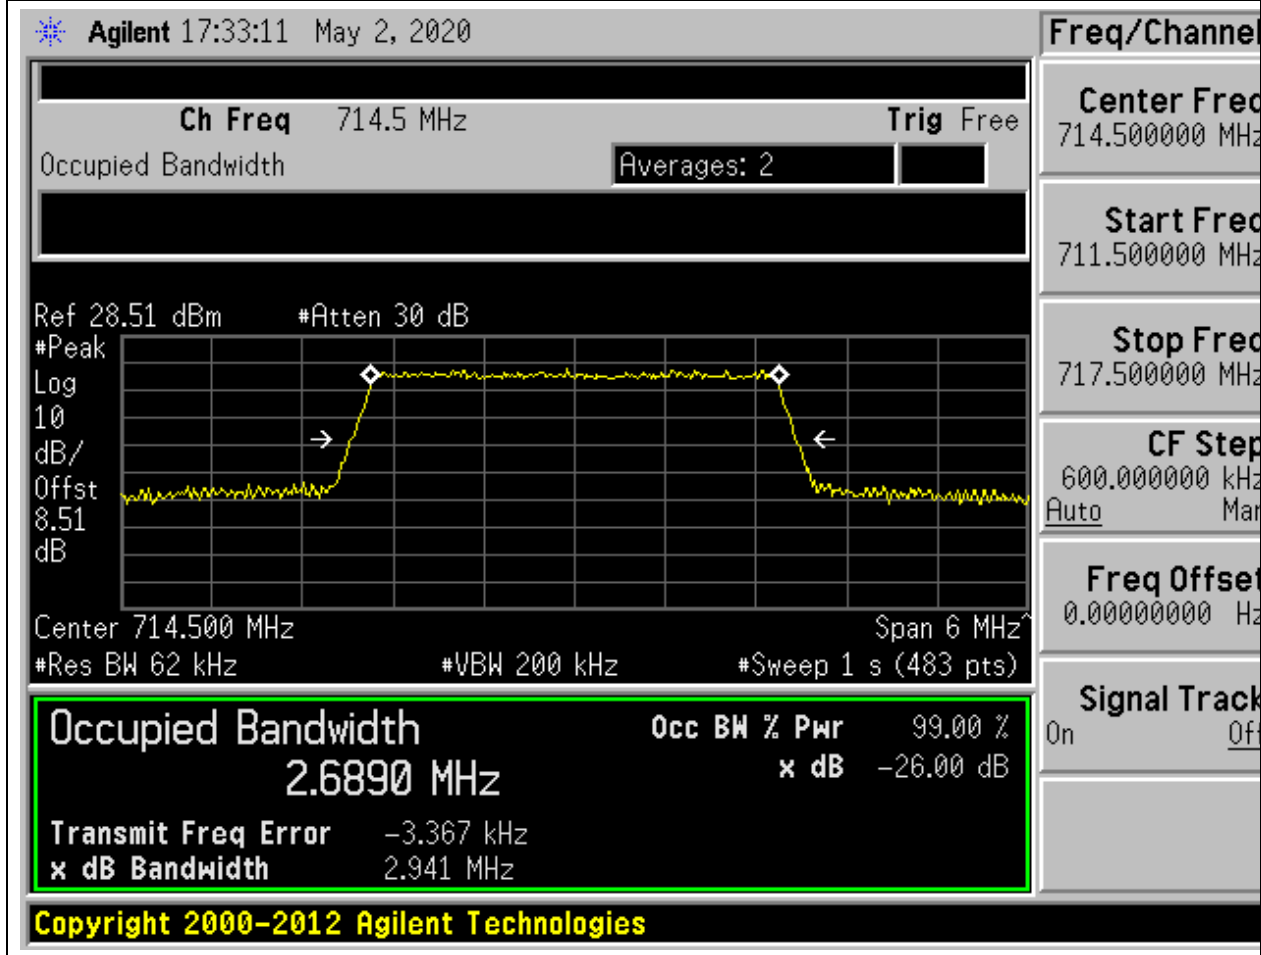 Agilent 17:33:11 May 2, 2020
Freq/Channel
Ch Freq 714.5 MHz Trig Free
Occupied Bandwidth Averages: 2
Center Freq
714.500000 MHz
Start Freq
711.500000 MHz
Stop Freq
717.500000 MHz
CF Step
600.000000 kHz
Auto Man
Freq Offset
0.00000000 Hz
Signal Track
On Off
Ref 28.51 dBm #Atten 30 dB
#Peak
Log
10
dB/
Offst
8.51
dB
Center 714.500 MHz Span 6 MHz^
#Res BW 62 kHz #VBW 200 kHz #Sweep 1 s (483 pts)
Occupied Bandwidth Occ BW % Pwr 99.00 %
2.6890 MHz x dB -26.00 dB
Transmit Freq Error -3.367 kHz
x dB Bandwidth 2.941 MHz
Copyright 2000-2012 Agilent Technologies